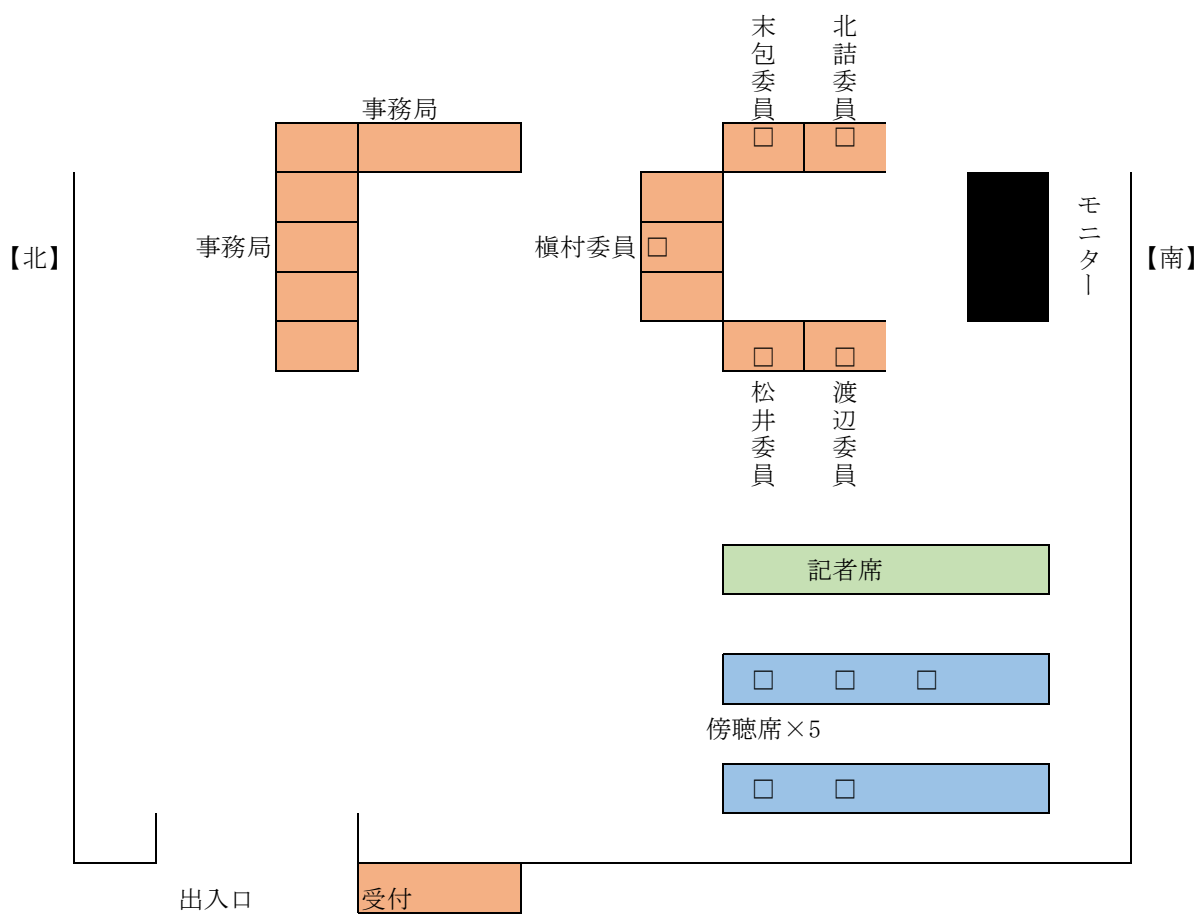 末包委員
北詰委員
事務局
□
□
モニター
【北】
事務局
槇村委員
□
【南】
□
□
松井委員
渡辺委員
記者席
□ □ □
傍聴席×5
□ □
出入口
受付